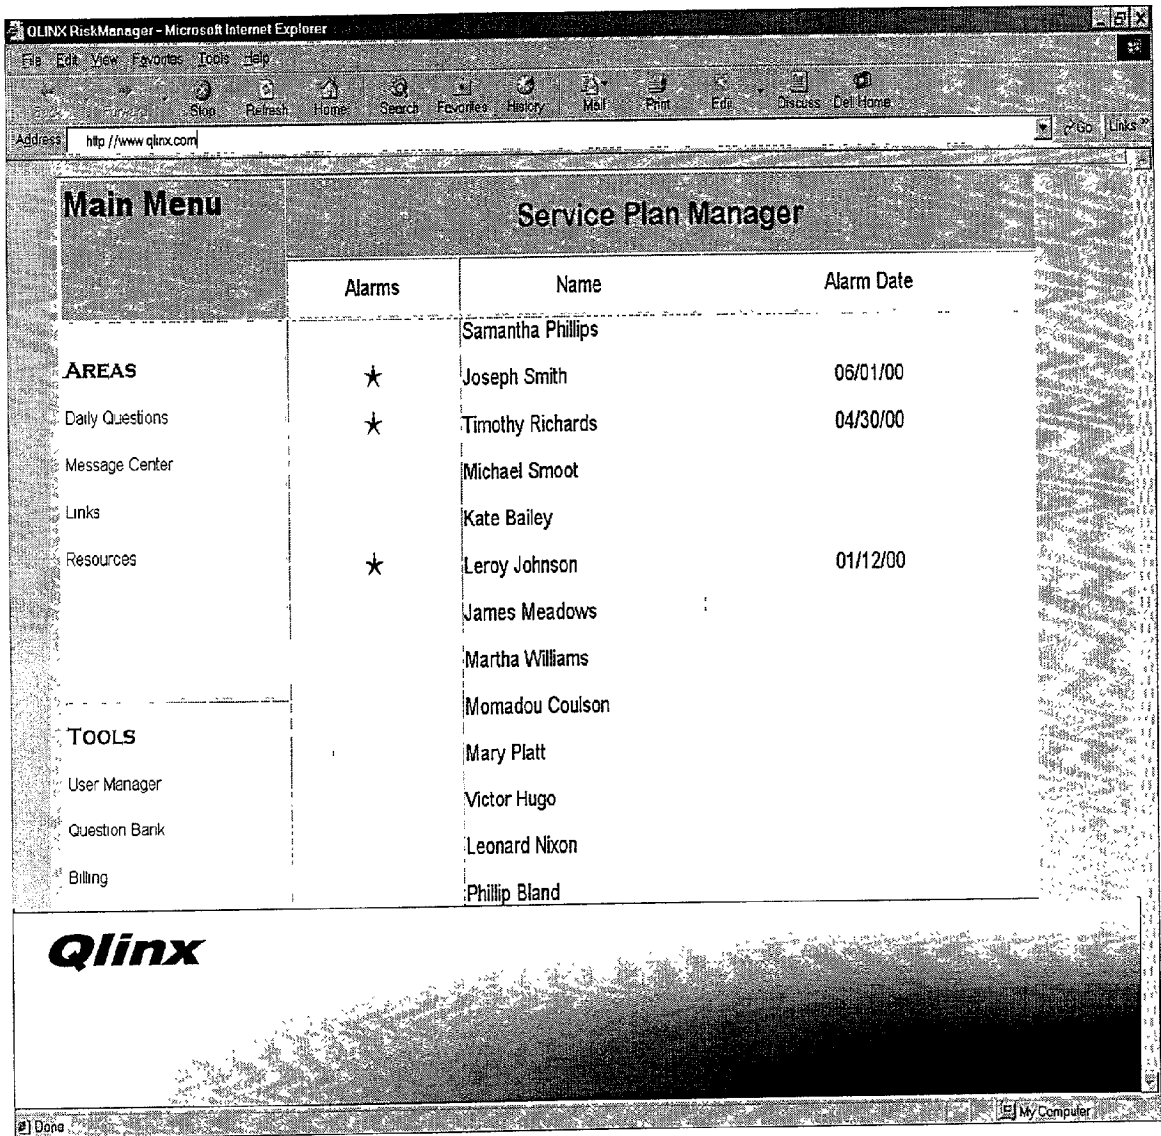 QLINX RiskManager - Microsoft Internet Explorer
File Edit View Favorites Tools Help
Stop Refresh Home Search Favorites History Mail Print Edit Discuss Dell Home
Address http //www qlinx.com Go Links »
Main Menu
Service Plan Manager
Alarms Name Alarm Date
Samantha Phillips
AREAS
★ Joseph Smith 06/01/00
Daily Questions
★ Timothy Richards 04/30/00
Message Center
Michael Smoot
Links
Kate Bailey
Resources
★ Leroy Johnson 01/12/00
James Meadows
Martha Williams
Momadou Coulson
TOOLS
Mary Platt
User Manager
Victor Hugo
Question Bank
Leonard Nixon
Billing
Phillip Bland
Qlinx
Done My Computer